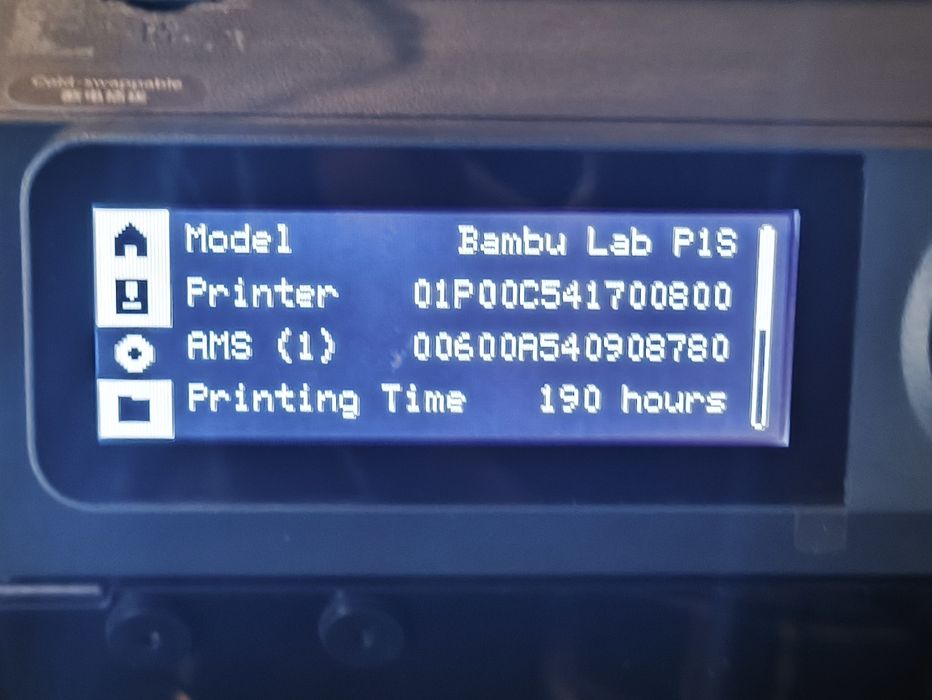 Cold-swappable
Model Bambu Lab P1S
Printer 01P00C541700800
AMS (1) 00600A540908780
Printing Time 190 hours